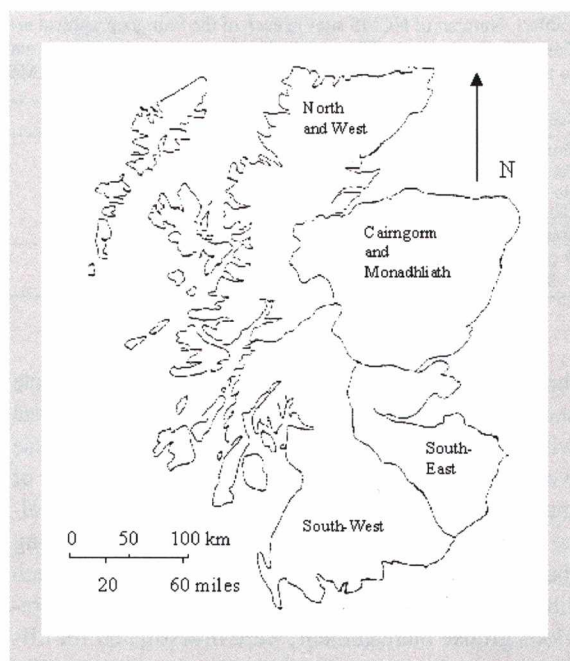 North
and West
N
Cairngorm
and
Monadhliath
South-
East
South-West
0 50 100 km
20 60 miles